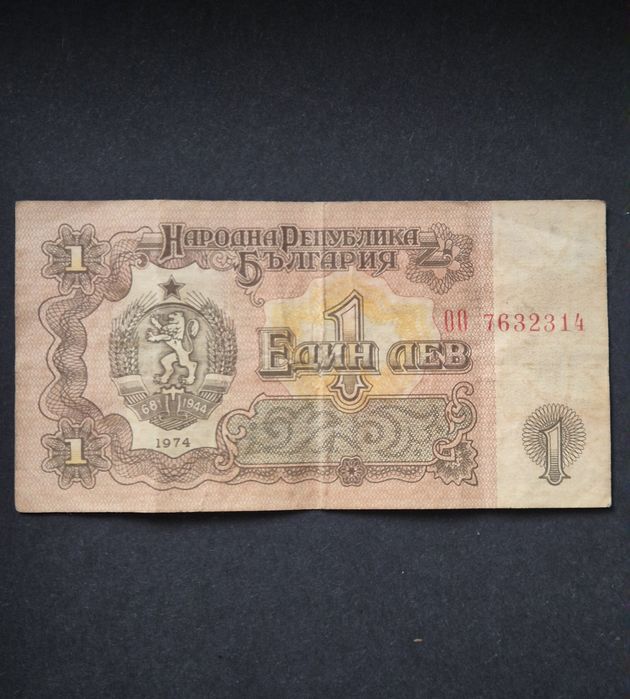 1
НАРОДНА РЕПУБЛИКА
БЪЛГАРИЯ
1
ОО 7632314
ЕДИН ЛЕВ
681 1944
1974
1
1